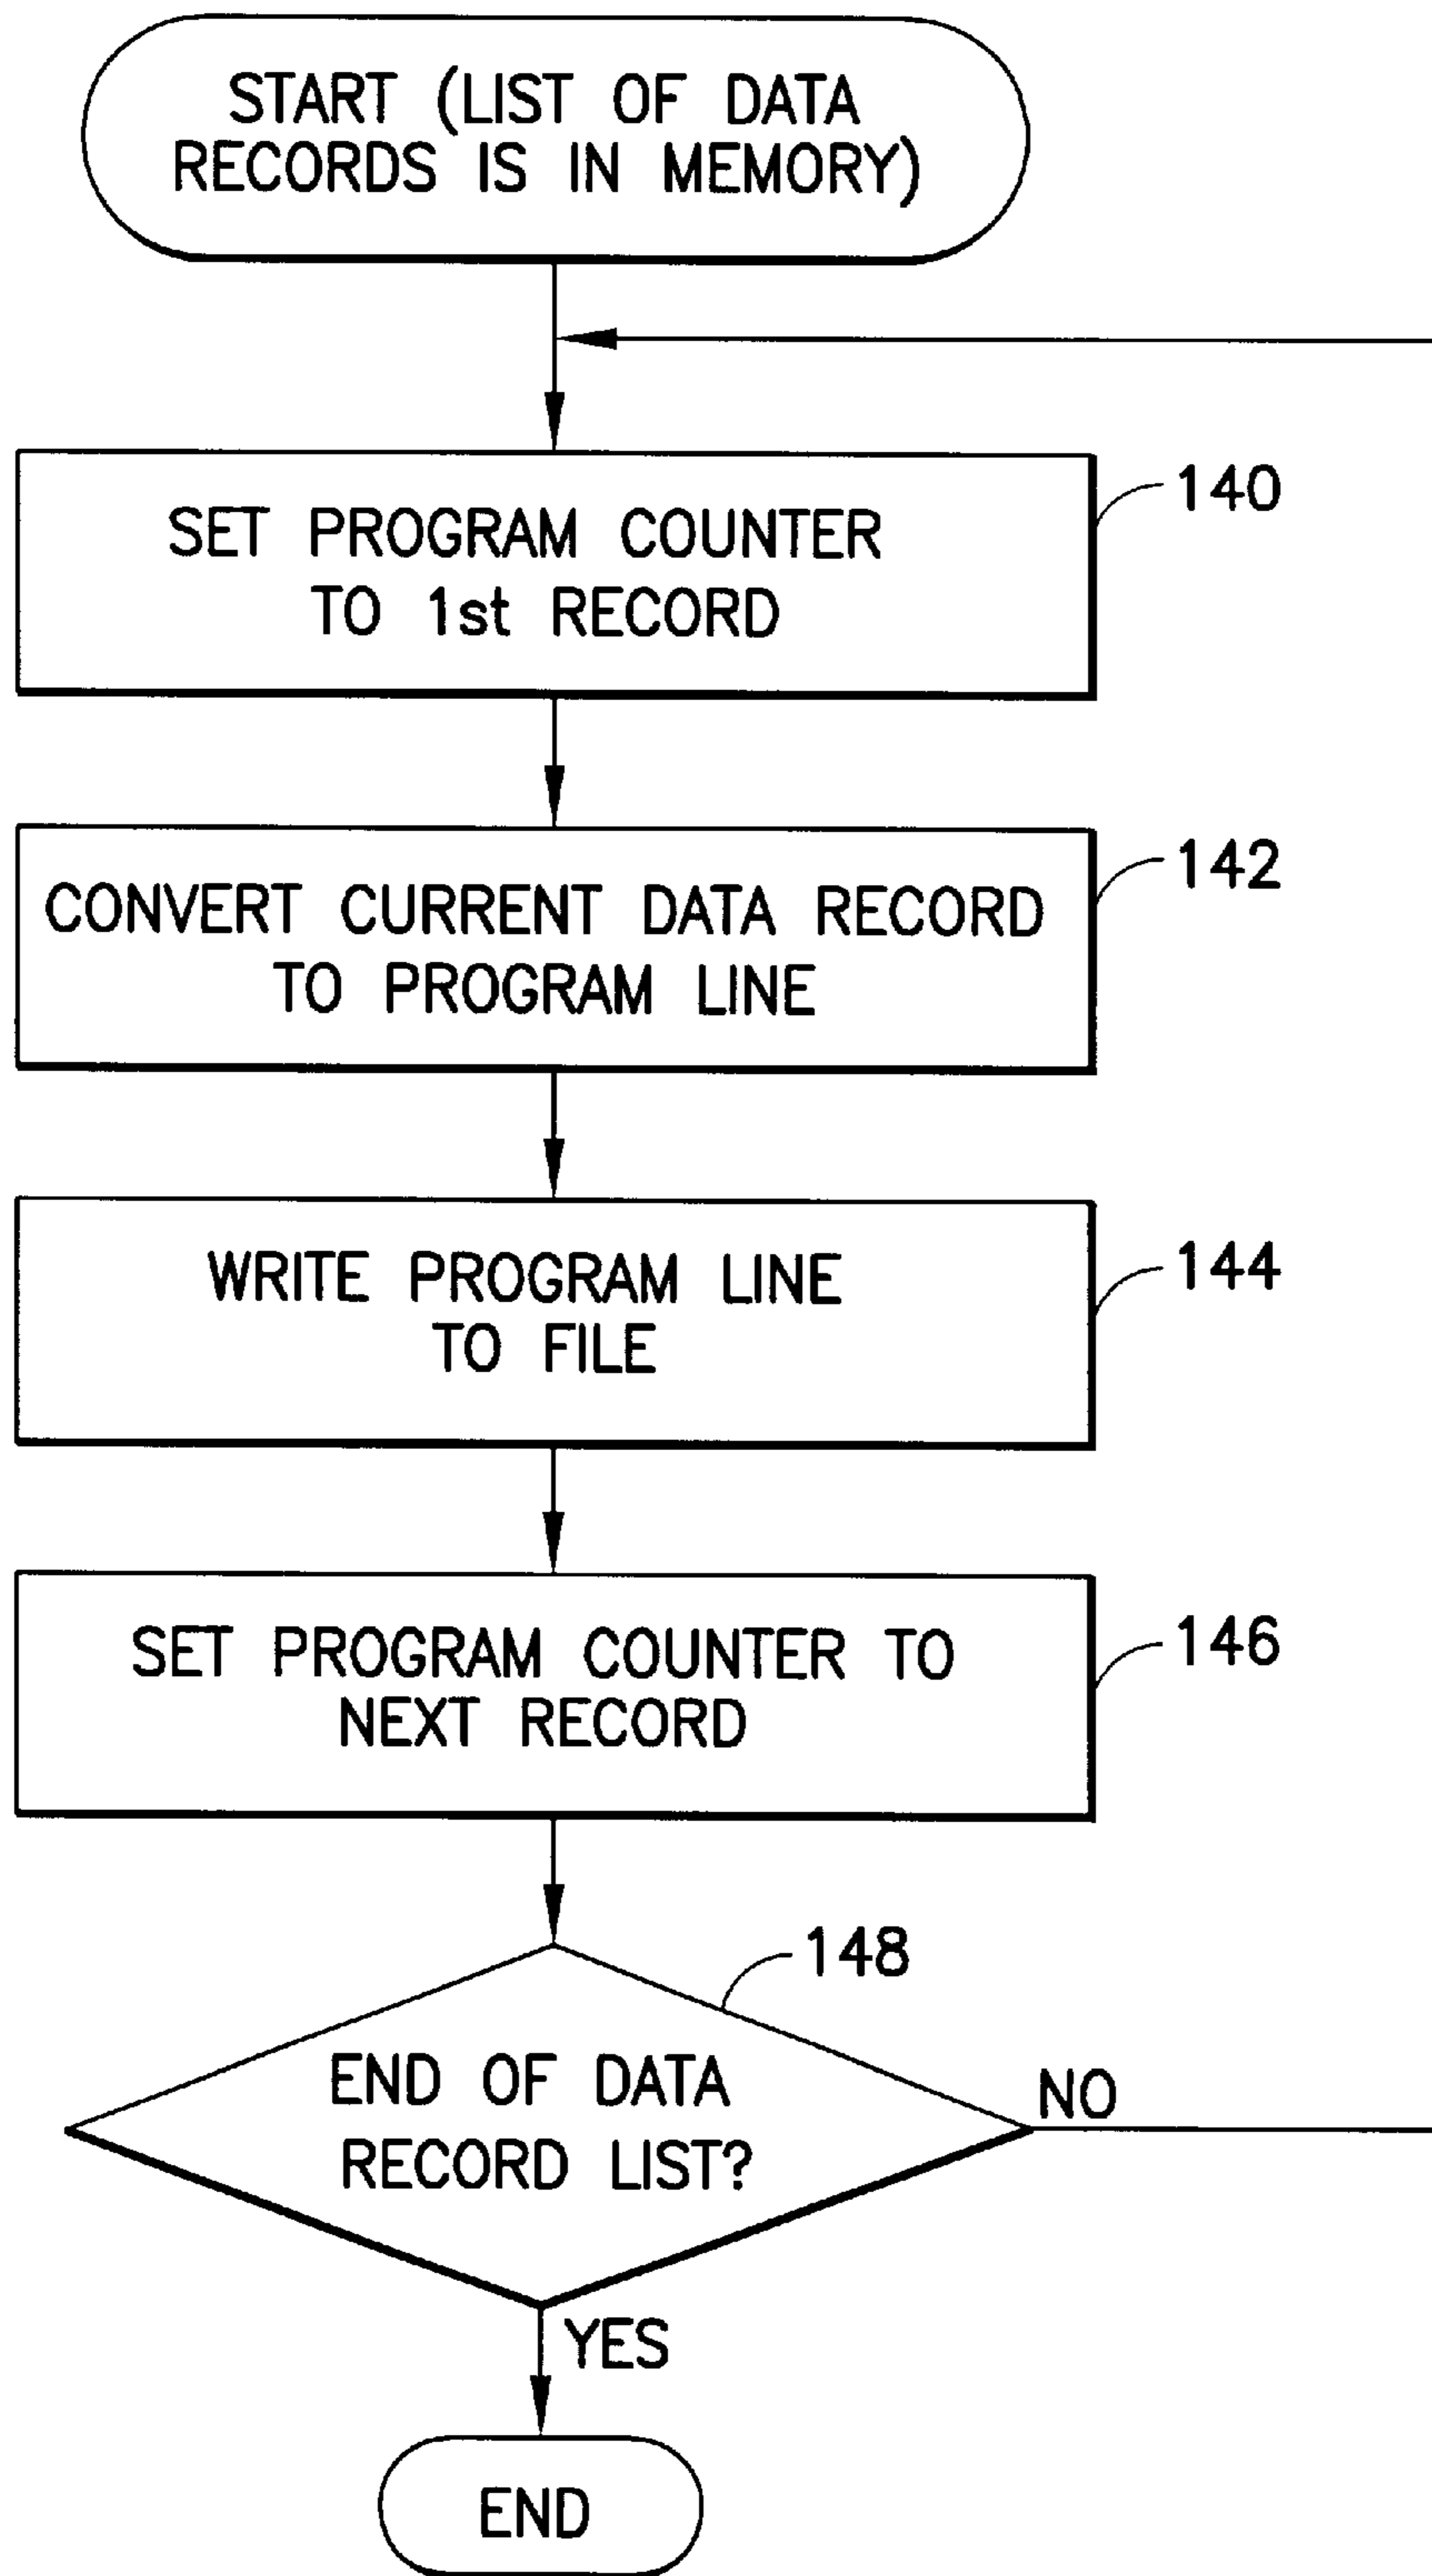 START (LIST OF DATA
RECORDS IS IN MEMORY)
SET PROGRAM COUNTER
TO 1st RECORD
140
CONVERT CURRENT DATA RECORD
TO PROGRAM LINE
142
WRITE PROGRAM LINE
TO FILE
144
SET PROGRAM COUNTER TO
NEXT RECORD
146
148
END OF DATA
RECORD LIST?
NO
YES
END